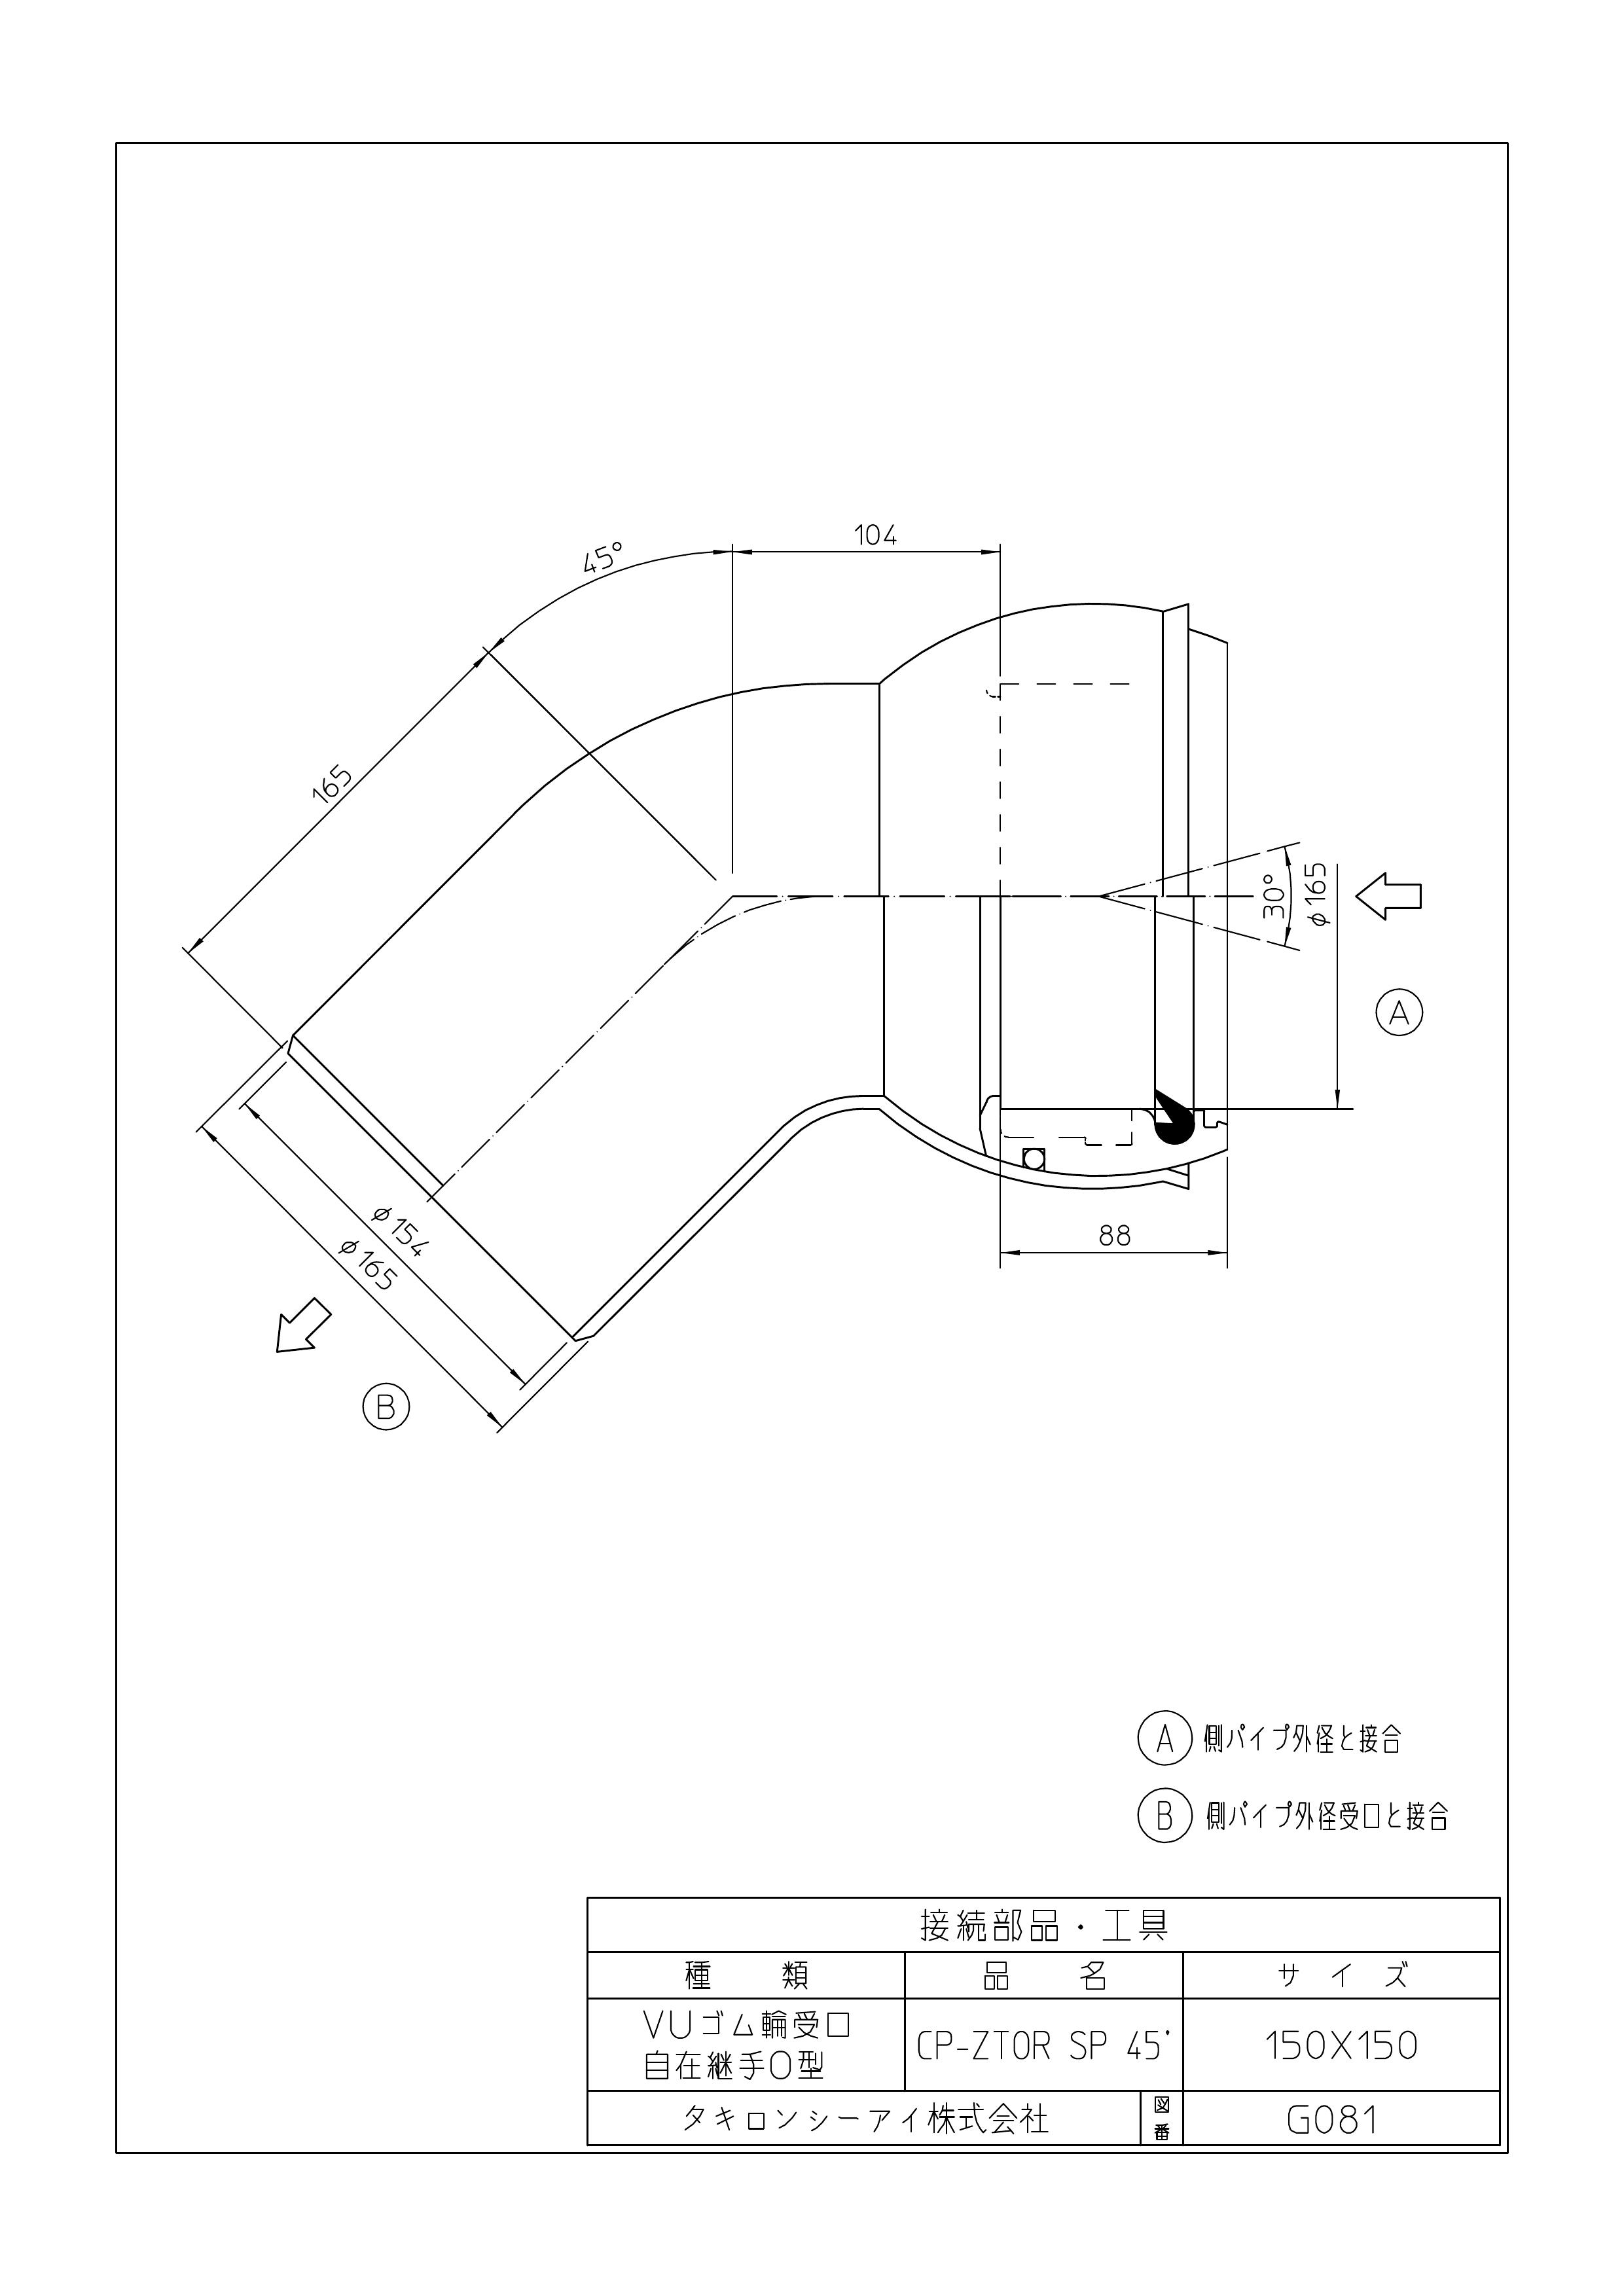 104
45°
165
30°
φ165
A
88
φ154
φ165
B
A 側パイプ外径と接合
B 側パイプ外径受口と接合
接続部品・工具
種 類 品 名 サ イ ズ
VUゴム輪受口
自在継手O型
CP-ZTOR SP 45° 150X150
タキロンシーアイ株式会社 図番 G081